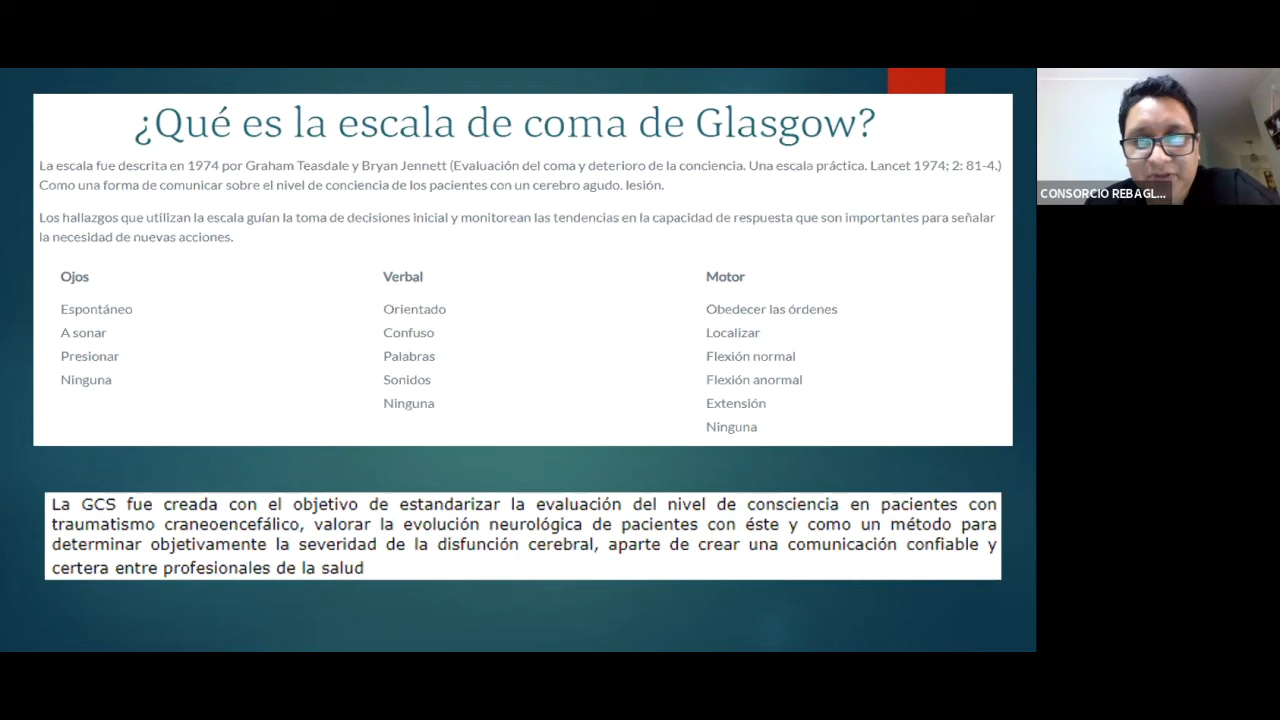 ¿Qué es la escala de coma de Glasgow?
La escala fue descrita en 1974 por Graham Teasdale y Bryan Jennett (Evaluación del coma y deterioro de la conciencia. Una escala práctica. Lancet 1974; 2: 81-4.)
Como una forma de comunicar sobre el nivel de conciencia de los pacientes con un cerebro agudo. lesión.
Los hallazgos que utilizan la escala guían la toma de decisiones inicial y monitorean las tendencias en la capacidad de respuesta que son importantes para señalar
la necesidad de nuevas acciones.
Ojos
Espontáneo
A sonar
Presionar
Ninguna
Verbal
Orientado
Confuso
Palabras
Sonidos
Ninguna
Motor
Obedecer las órdenes
Localizar
Flexión normal
Flexión anormal
Extensión
Ninguna
La GCS fue creada con el objetivo de estandarizar la evaluación del nivel de consciencia en pacientes con
traumatismo craneoencefálico, valorar la evolución neurológica de pacientes con éste y como un método para
determinar objetivamente la severidad de la disfunción cerebral, aparte de crear una comunicación confiable y
certera entre profesionales de la salud
CONSORCIO REBAGL...